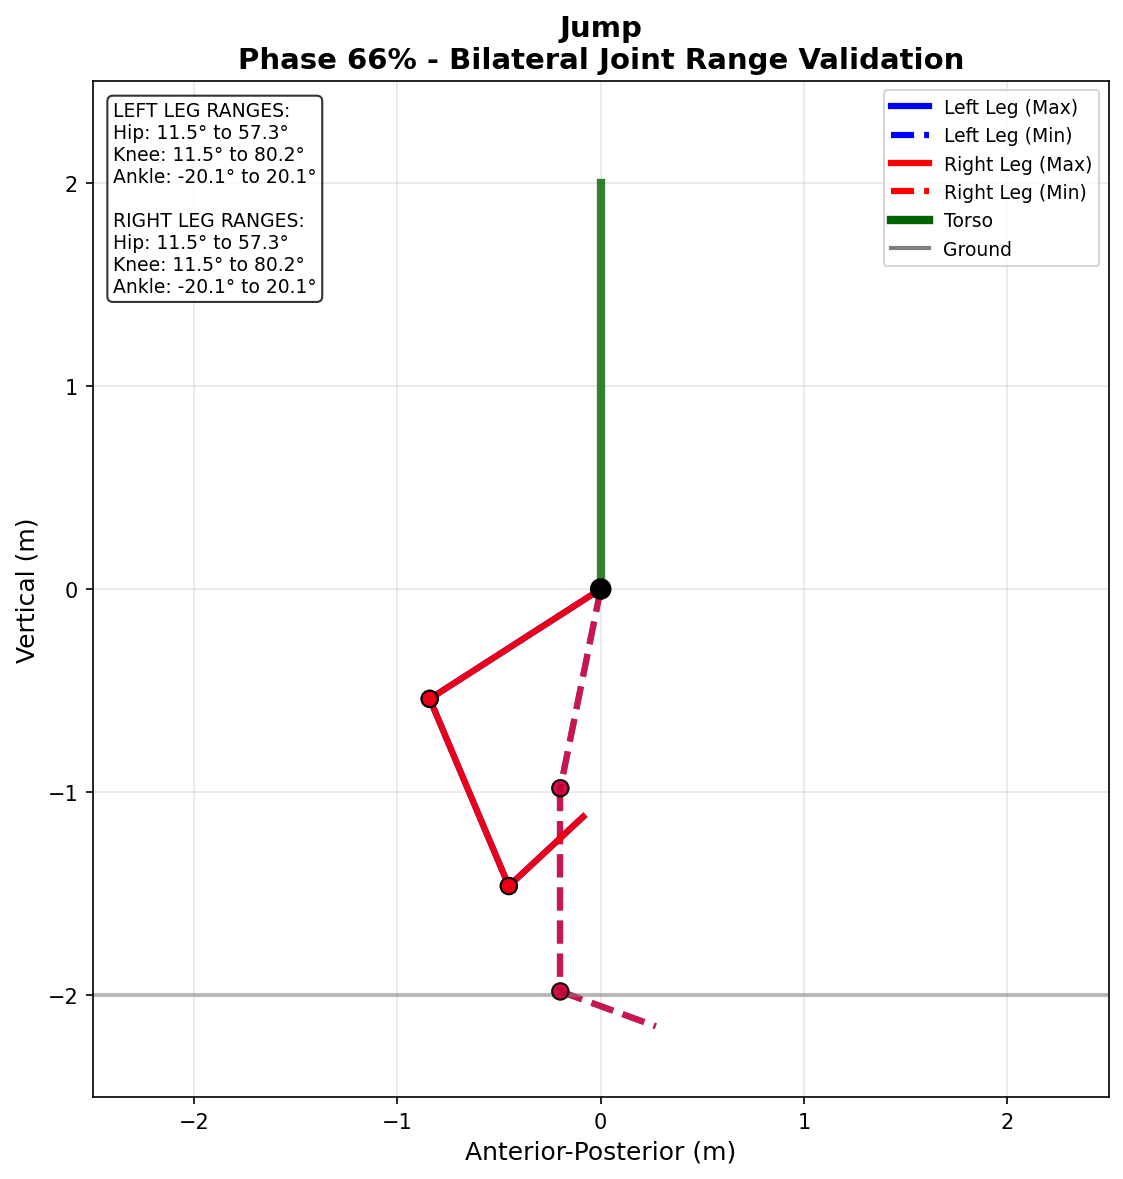 Jump
Phase 66% - Bilateral Joint Range Validation
LEFT LEG RANGES:
Hip: 11.5° to 57.3°
Knee: 11.5° to 80.2°
Ankle: -20.1° to 20.1°
RIGHT LEG RANGES:
Hip: 11.5° to 57.3°
Knee: 11.5° to 80.2°
Ankle: -20.1° to 20.1°
Left Leg (Max)
Left Leg (Min)
Right Leg (Max)
Right Leg (Min)
Torso
Ground
2
1
0
−1
−2
Vertical (m)
−2
−1
0
1
2
Anterior-Posterior (m)